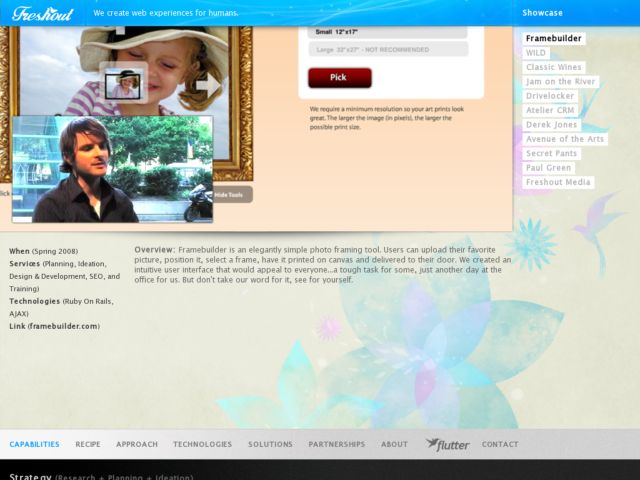 Freshout
We create web experiences for humans.
Showcase
Small 12"x17"
Large 32"x27" - NOT RECOMMENDED
Pick
We require a minimum resolution so your art prints look
great. The larger the image (in pixels), the larger the
possible print size.
lick
Hide Tools
Framebuilder
WILD
Classic Wines
Jam on the River
Drivelocker
Atelier CRM
Derek Jones
Avenue of the Arts
Secret Pants
Paul Green
Freshout Media
When (Spring 2008)
Services (Planning, Ideation,
Design & Development, SEO, and
Training)
Technologies (Ruby On Rails,
AJAX)
Link (framebuilder.com)
Overview: Framebuilder is an elegantly simple photo framing tool. Users can upload their favorite
picture, position it, select a frame, have it printed on canvas and delivered to their door. We created an
intuitive user interface that would appeal to everyone...a tough task for some, just another day at the
office for us. But don't take our word for it, see for yourself.
CAPABILITIES RECIPE APPROACH TECHNOLOGIES SOLUTIONS PARTNERSHIPS ABOUT flutter CONTACT
Strategy (Research + Planning + Ideation)